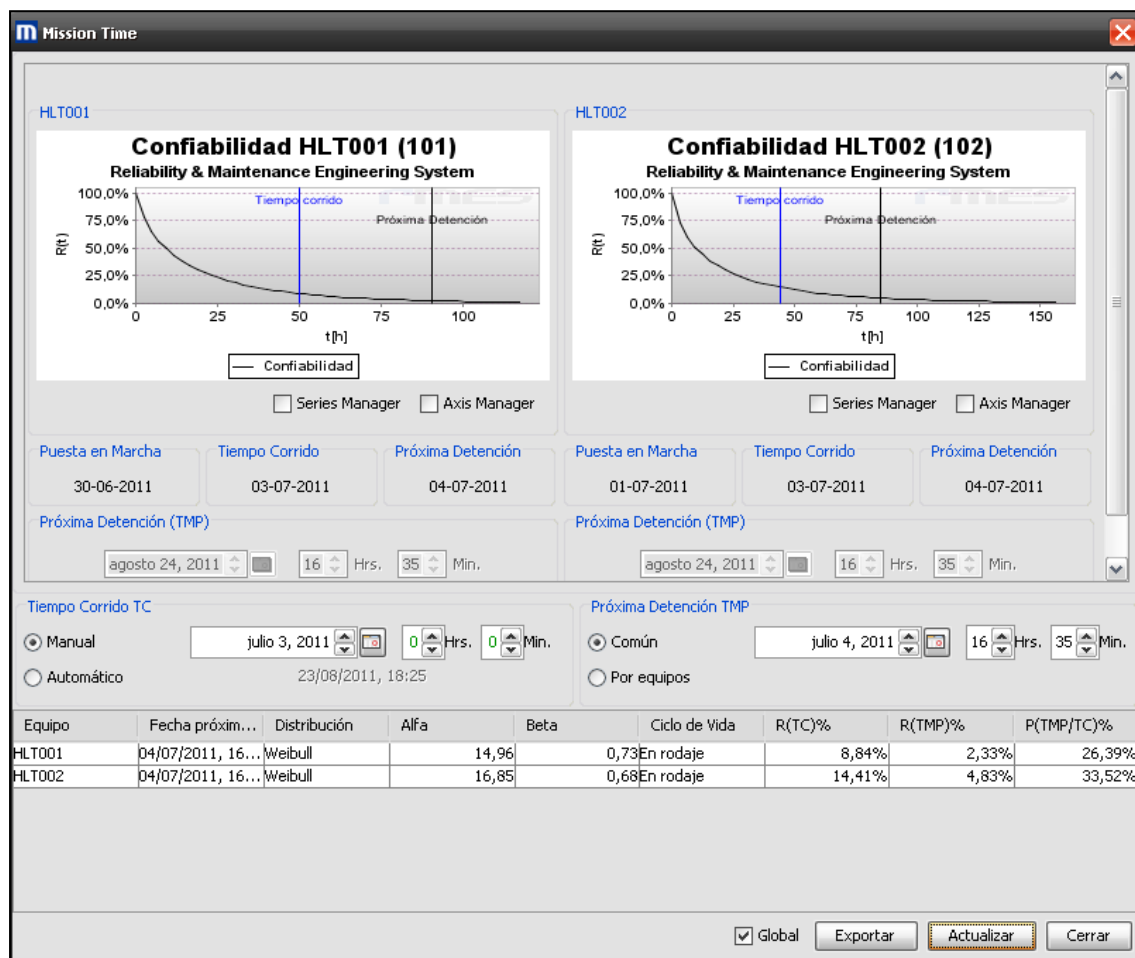 Mission Time
HLT001
Confiabilidad HLT001 (101)
Reliability & Maintenance Engineering System
100,0%
75,0%
50,0%
25,0%
0,0%
R(t)
Tiempo corrido
Próxima Detención
0 25 50 75 100
t[h]
Confiabilidad
Series Manager Axis Manager
HLT002
Confiabilidad HLT002 (102)
Reliability & Maintenance Engineering System
100,0%
75,0%
50,0%
25,0%
0,0%
R(t)
Tiempo corrido
Próxima Detención
0 25 50 75 100 125 150
t[h]
Confiabilidad
Series Manager Axis Manager
Puesta en Marcha Tiempo Corrido Próxima Detención Puesta en Marcha Tiempo Corrido Próxima Detención
30-06-2011 03-07-2011 04-07-2011 01-07-2011 03-07-2011 04-07-2011
Próxima Detención (TMP) Próxima Detención (TMP)
agosto 24, 2011 16 Hrs. 35 Min. agosto 24, 2011 16 Hrs. 35 Min.
Tiempo Corrido TC Próxima Detención TMP
Manual julio 3, 2011 0 Hrs. 0 Min. Común julio 4, 2011 16 Hrs. 35 Min.
Automático 23/08/2011, 18:25 Por equipos
Equipo Fecha próxim... Distribución Alfa Beta Ciclo de Vida R(TC)% R(TMP)% P(TMP/TC)%
HLT001 04/07/2011, 16... Weibull 14,96 0,73 En rodaje 8,84% 2,33% 26,39%
HLT002 04/07/2011, 16... Weibull 16,85 0,68 En rodaje 14,41% 4,83% 33,52%
Global Exportar Actualizar Cerrar